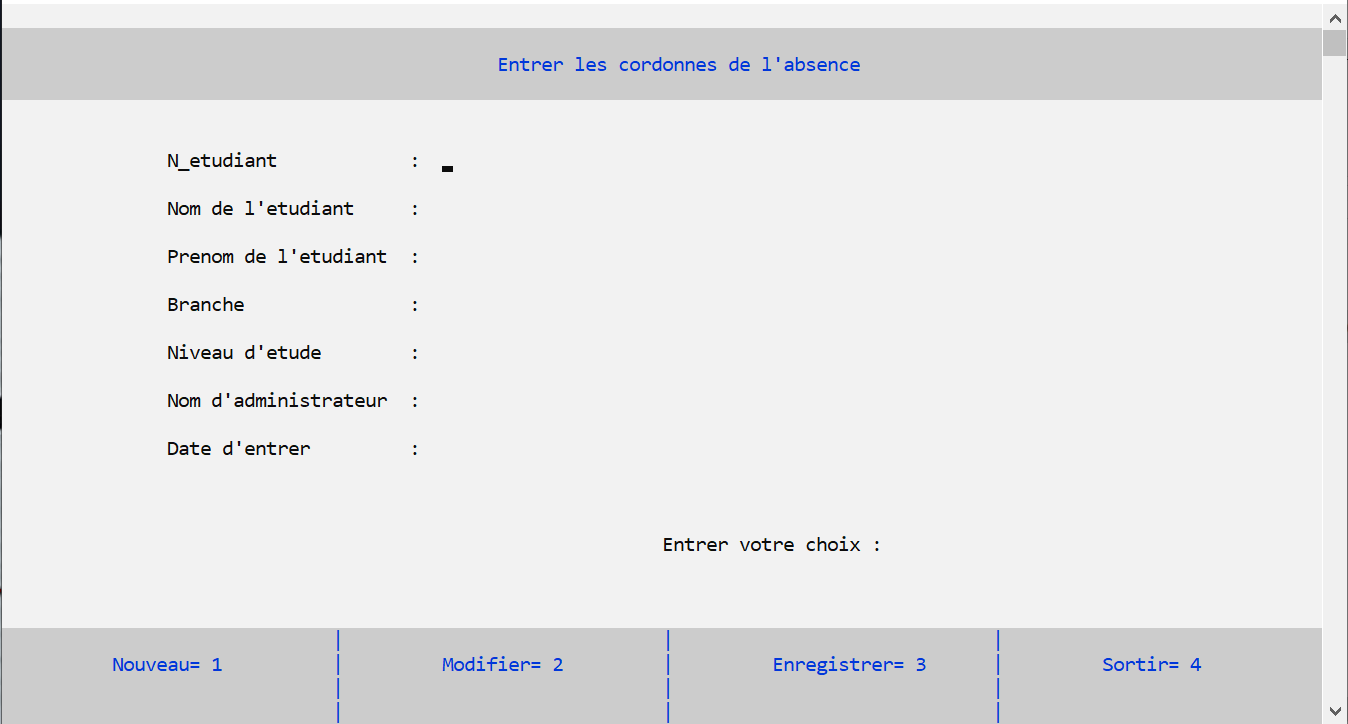 Entrer les cordonnes de l'absence
N_etudiant :
Nom de l'etudiant :
Prenom de l'etudiant :
Branche :
Niveau d'etude :
Nom d'administrateur :
Date d'entrer :
Entrer votre choix :
Nouveau= 1 | Modifier= 2 | Enregistrer= 3 | Sortir= 4